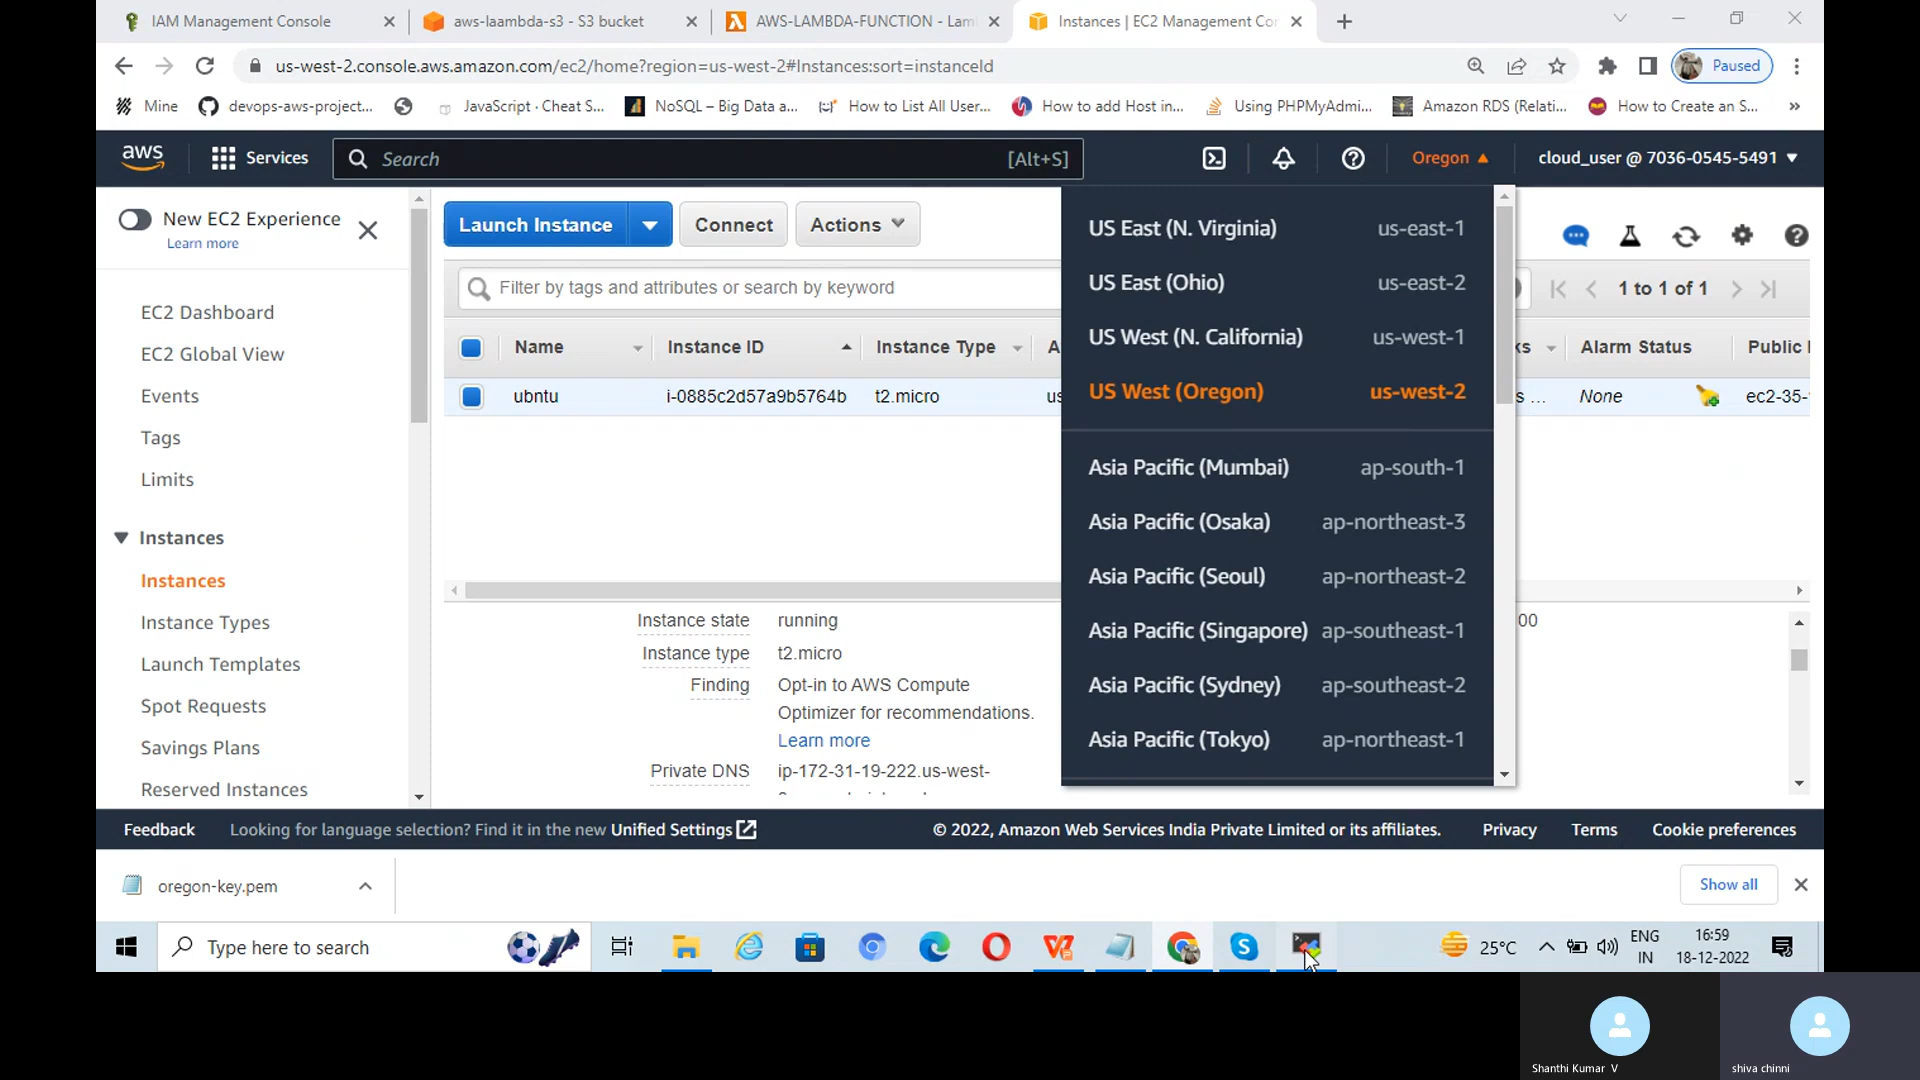 IAM Management Console
aws-laambda-s3 - S3 bucket
AWS-LAMBDA-FUNCTION - Lam
Instances | EC2 Management Co
us-west-2.console.aws.amazon.com/ec2/home?region=us-west-2#Instances:sort=instanceId
Paused
Mine
devops-aws-project...
JavaScript · Cheat S...
NoSQL – Big Data a...
How to List All User...
How to add Host in...
Using PHPMyAdmi...
Amazon RDS (Relati...
How to Create an S...
»
aws
Services
Search
[Alt+S]
Oregon
cloud_user @ 7036-0545-5491
New EC2 Experience
Learn more
EC2 Dashboard
EC2 Global View
Events
Tags
Limits
Instances
Instances
Instance Types
Launch Templates
Spot Requests
Savings Plans
Reserved Instances
Launch Instance
Connect
Actions
Filter by tags and attributes or search by keyword
1 to 1 of 1
Name
Instance ID
Instance Type
A
ks
Alarm Status
Public
ubntu
i-0885c2d57a9b5764b
t2.micro
us
s ...
None
ec2-35-
US East (N. Virginia) us-east-1
US East (Ohio) us-east-2
US West (N. California) us-west-1
US West (Oregon) us-west-2
Asia Pacific (Mumbai) ap-south-1
Asia Pacific (Osaka) ap-northeast-3
Asia Pacific (Seoul) ap-northeast-2
Asia Pacific (Singapore) ap-southeast-1
Asia Pacific (Sydney) ap-southeast-2
Asia Pacific (Tokyo) ap-northeast-1
Instance state running
00
Instance type t2.micro
Finding Opt-in to AWS Compute
Optimizer for recommendations.
Learn more
Private DNS ip-172-31-19-222.us-west-
Feedback
Looking for language selection? Find it in the new Unified Settings
© 2022, Amazon Web Services India Private Limited or its affiliates.
Privacy
Terms
Cookie preferences
oregon-key.pem
Show all
Type here to search
25°C
ENG
IN
16:59
18-12-2022
Shanthi Kumar V
shiva chinni